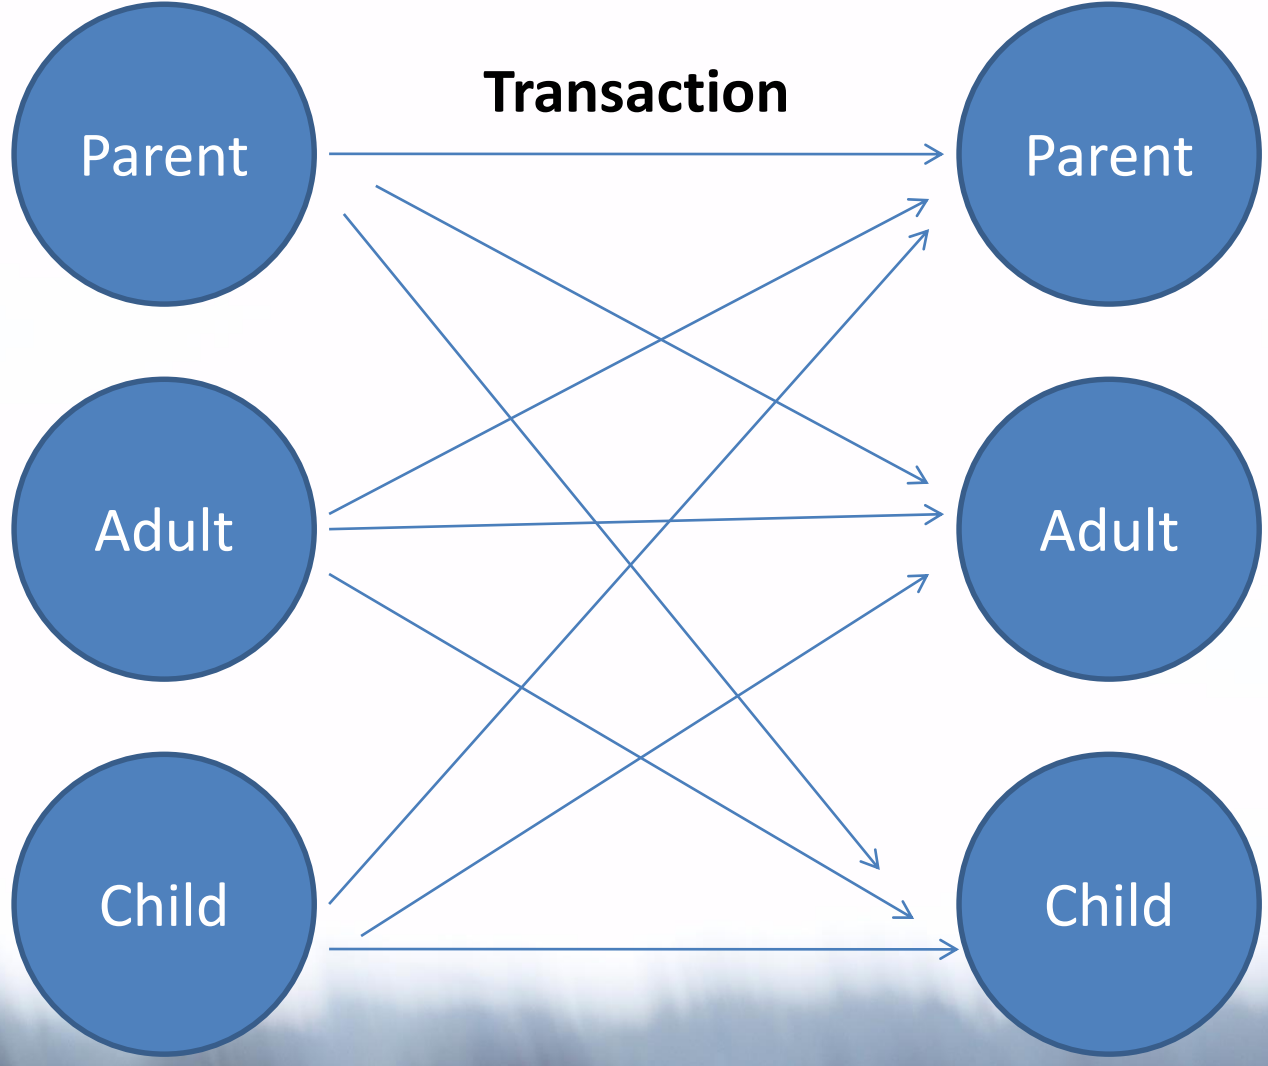 Transaction
Parent
Parent
Adult
Adult
Child
Child